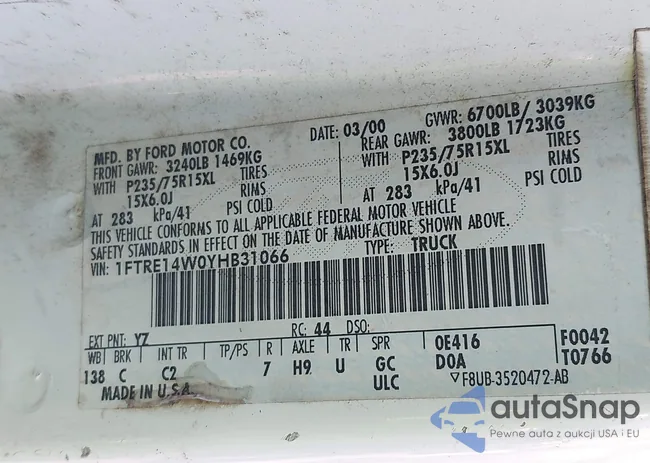 MFD. BY FORD MOTOR CO.
DATE: 03/00 GVWR: 6700LB/ 3039KG
FRONT GAWR: 3240LB 1469KG REAR GAWR: 3800LB 1723KG
WITH P235/75R15XL TIRES WITH P235/75R15XL TIRES
15X6.0J RIMS 15X6.0J RIMS
AT 283 kPa/41 PSI COLD AT 283 kPa/41 PSI COLD
THIS VEHICLE CONFORMS TO ALL APPLICABLE FEDERAL MOTOR VEHICLE
SAFETY STANDARDS IN EFFECT ON THE DATE OF MANUFACTURE SHOWN ABOVE.
VIN: 1FTRE14W0YHB31066 TYPE: TRUCK
EXT PNT: YZ RC: 44 DSO:
WB BRK INT TR TP/PS R AXLE TR SPR 0E416 F0042
138 C C2 7 H9 U GC D0A T0766
MADE IN U.S.A. ULC ▽F8UB-3520472-AB
autaSnap
Pewne auta z aukcji USA i EU